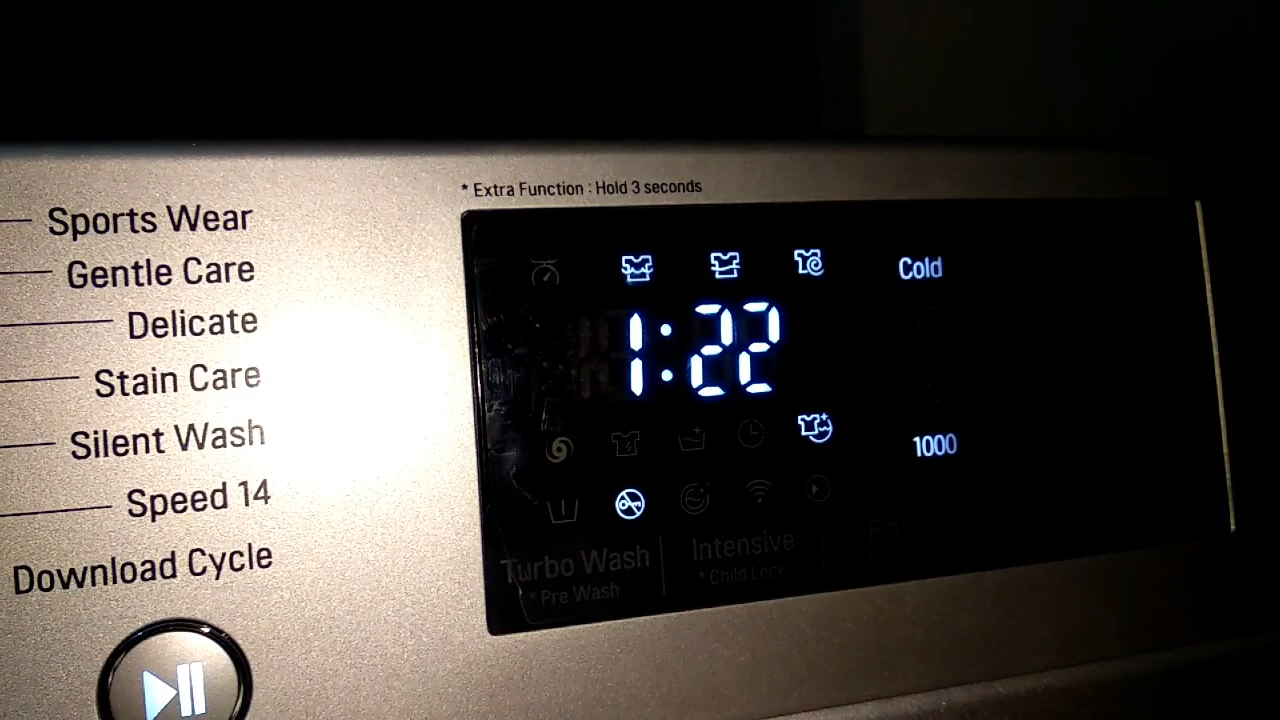 * Extra Function : Hold 3 seconds
Sports Wear
Gentle Care
Delicate
Stain Care
Silent Wash
Speed 14
Download Cycle
Cold
1:22
1000
Turbo Wash
* Pre Wash
Intensive
* Child Lock
Rinse+